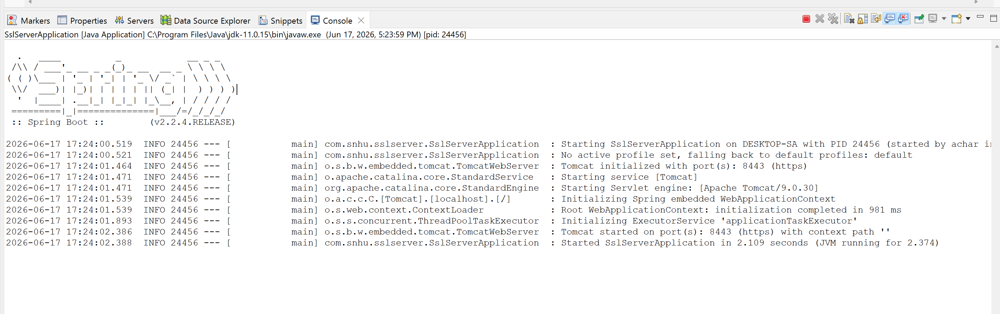 Markers Properties Servers Data Source Explorer Snippets Console
SslServerApplication [Java Application] C:\Program Files\Java\jdk-11.0.15\bin\javaw.exe (Jun 17, 2026, 5:23:59 PM) [pid: 24456]
  .   ____          _            __ _ _
 /\\ / ___'_ __ _ _(_)_ __  __ _ \ \ \ \
( ( )\___ | '_ | '_| | '_ \/ _` | \ \ \ \
 \\/  ___)| |_)| | | | | || (_| |  ) ) ) )
  '  |____| .__|_| |_|_| |_\__, | / / / /
 =========|_|==============|___/=/_/_/_/
 :: Spring Boot ::        (v2.2.4.RELEASE)
2026-06-17 17:24:00.519  INFO 24456 --- [           main] com.snhu.sslserver.SslServerApplication  : Starting SslServerApplication on DESKTOP-SA with PID 24456 (started by achar in
2026-06-17 17:24:00.521  INFO 24456 --- [           main] com.snhu.sslserver.SslServerApplication  : No active profile set, falling back to default profiles: default
2026-06-17 17:24:01.464  INFO 24456 --- [           main] o.s.b.w.embedded.tomcat.TomcatWebServer  : Tomcat initialized with port(s): 8443 (https)
2026-06-17 17:24:01.471  INFO 24456 --- [           main] o.apache.catalina.core.StandardService   : Starting service [Tomcat]
2026-06-17 17:24:01.471  INFO 24456 --- [           main] org.apache.catalina.core.StandardEngine  : Starting Servlet engine: [Apache Tomcat/9.0.30]
2026-06-17 17:24:01.539  INFO 24456 --- [           main] o.a.c.c.C.[Tomcat].[localhost].[/]       : Initializing Spring embedded WebApplicationContext
2026-06-17 17:24:01.539  INFO 24456 --- [           main] o.s.web.context.ContextLoader            : Root WebApplicationContext: initialization completed in 981 ms
2026-06-17 17:24:01.893  INFO 24456 --- [           main] o.s.s.concurrent.ThreadPoolTaskExecutor  : Initializing ExecutorService 'applicationTaskExecutor'
2026-06-17 17:24:02.386  INFO 24456 --- [           main] o.s.b.w.embedded.tomcat.TomcatWebServer  : Tomcat started on port(s): 8443 (https) with context path ''
2026-06-17 17:24:02.388  INFO 24456 --- [           main] com.snhu.sslserver.SslServerApplication  : Started SslServerApplication in 2.109 seconds (JVM running for 2.374)